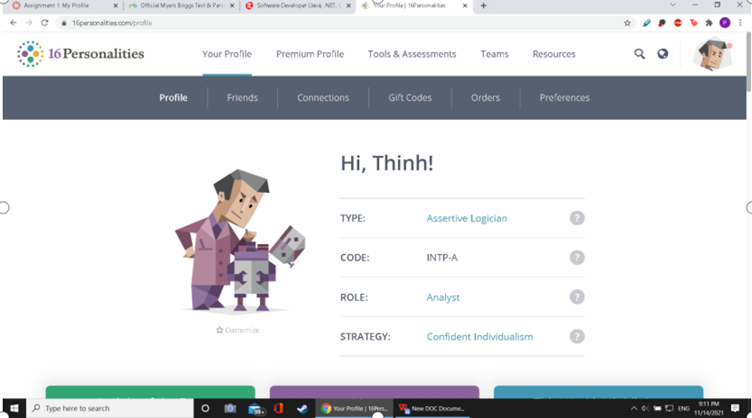 Assignment 1: My Profile
Official Myers Briggs Test & Pers
Software Developer (Java, .NET, 
Your Profile | 16Personalities
16personalities.com/profile
16Personalities
Your Profile
Premium Profile
Tools & Assessments
Teams
Resources
Profile
Friends
Connections
Gift Codes
Orders
Preferences
Hi, Thinh!
TYPE: Assertive Logician ?
CODE: INTP-A ?
ROLE: Analyst ?
STRATEGY: Confident Individualism ?
Customize
Type here to search
99+
Your Profile | 16Pers...
New DOC Docume...
ENG
9:11 PM
11/14/2021